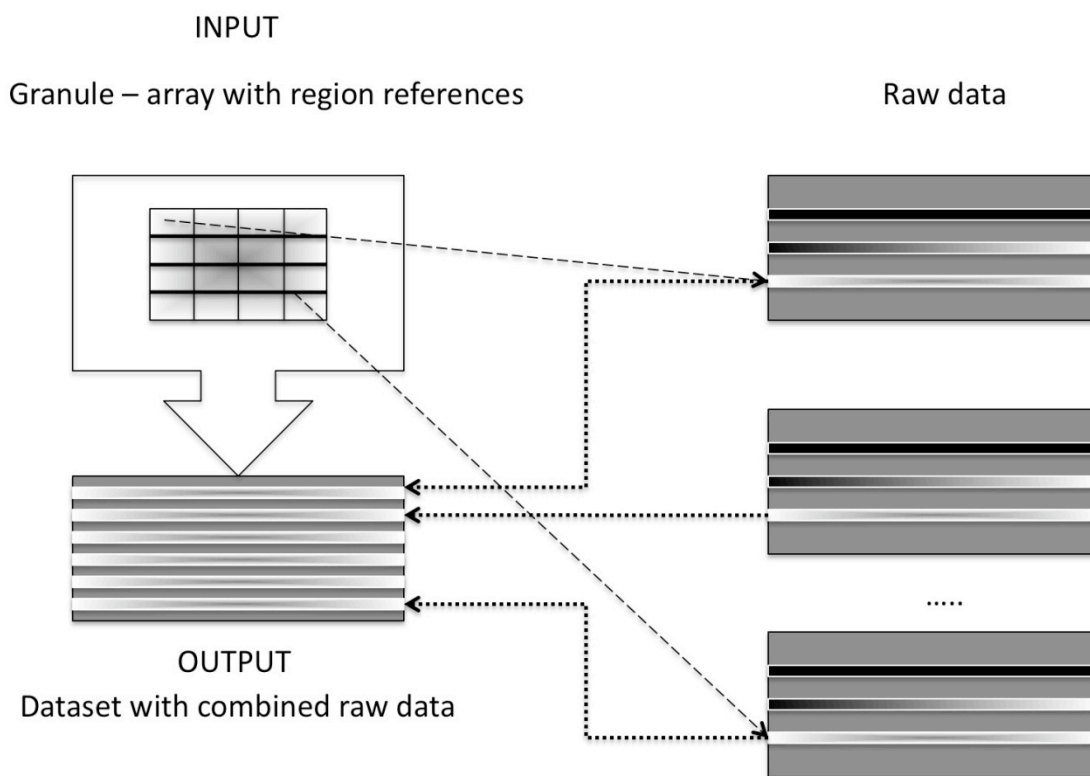 INPUT
Granule – array with region references
Raw data
.....
OUTPUT
Dataset with combined raw data